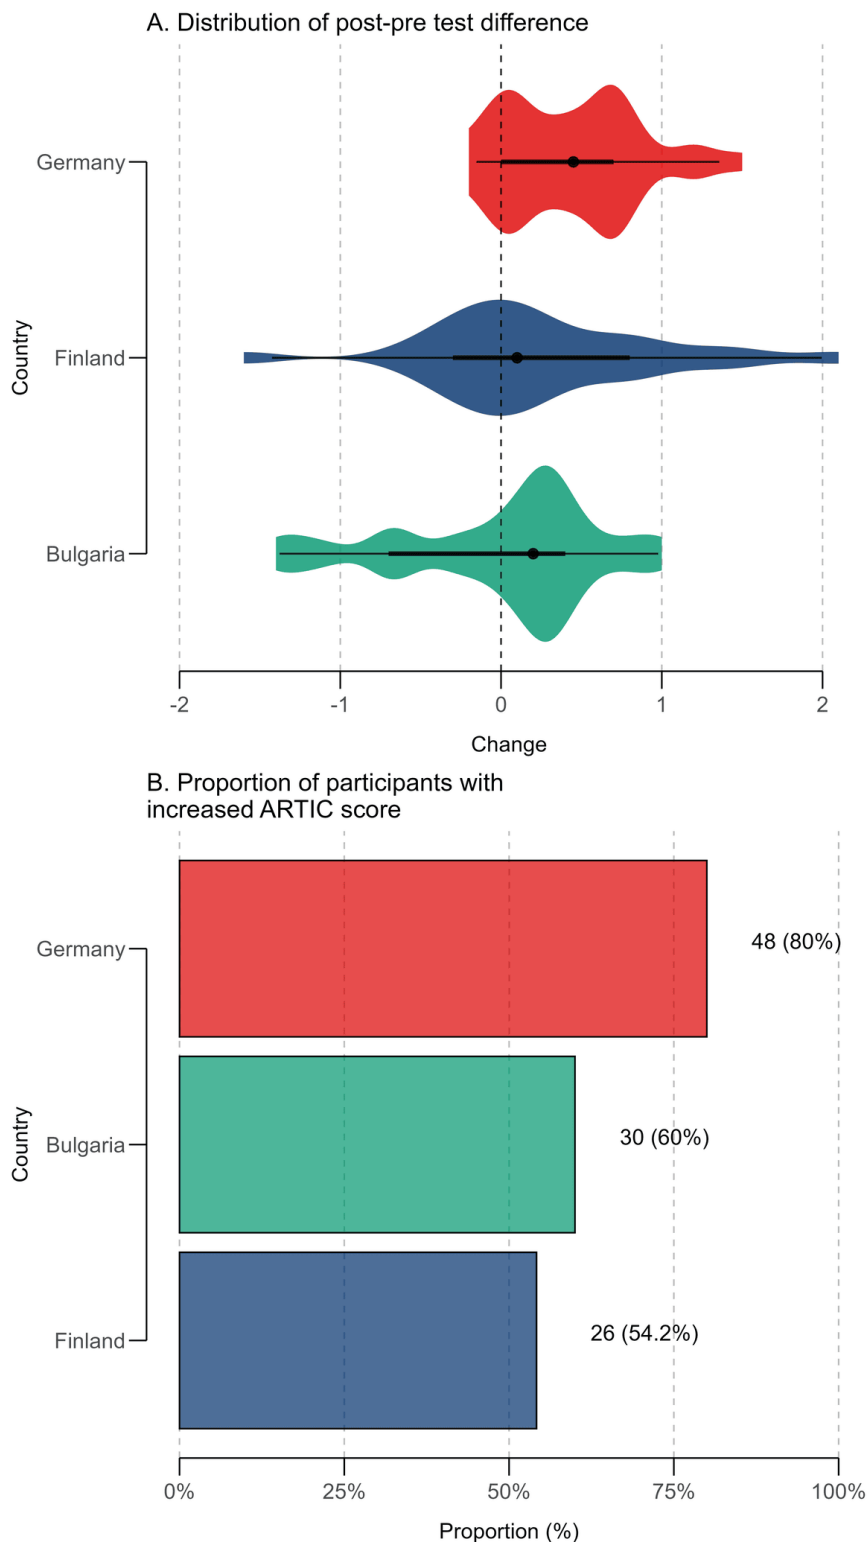 A. Distribution of post-pre test difference
Germany
Finland
Bulgaria
Country
-2 -1 0 1 2
Change
B. Proportion of participants with
increased ARTIC score
Germany
48 (80%)
Bulgaria
30 (60%)
Finland
26 (54.2%)
Country
0% 25% 50% 75% 100%
Proportion (%)